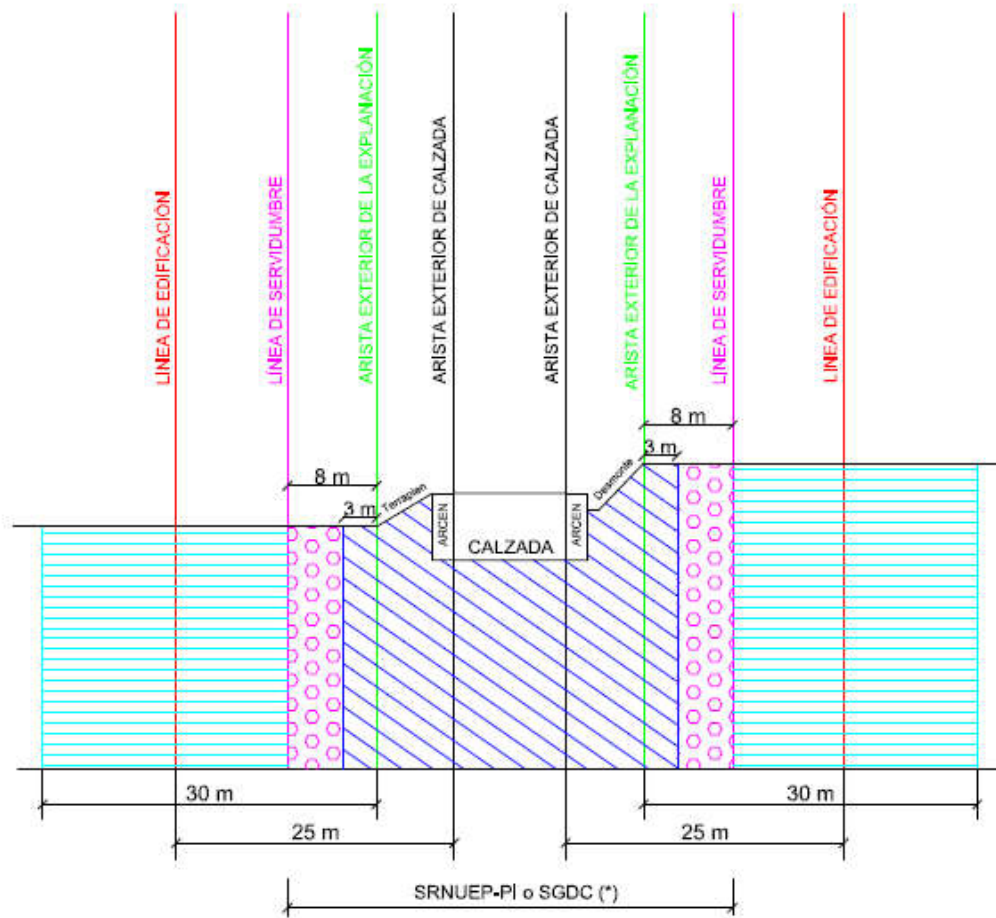 LÍNEA DE EDIFICACIÓN
LÍNEA DE SERVIDUMBRE
ARISTA EXTERIOR DE LA EXPLANACIÓN
ARISTA EXTERIOR DE CALZADA
ARISTA EXTERIOR DE CALZADA
ARISTA EXTERIOR DE LA EXPLANACIÓN
LÍNEA DE SERVIDUMBRE
LÍNEA DE EDIFICACIÓN
8 m
3 m
Desmonte
8 m
3 m
Terraplen
ARCEN
CALZADA
ARCEN
30 m
30 m
25 m
25 m
SRNUEP-PI o SGDC (*)